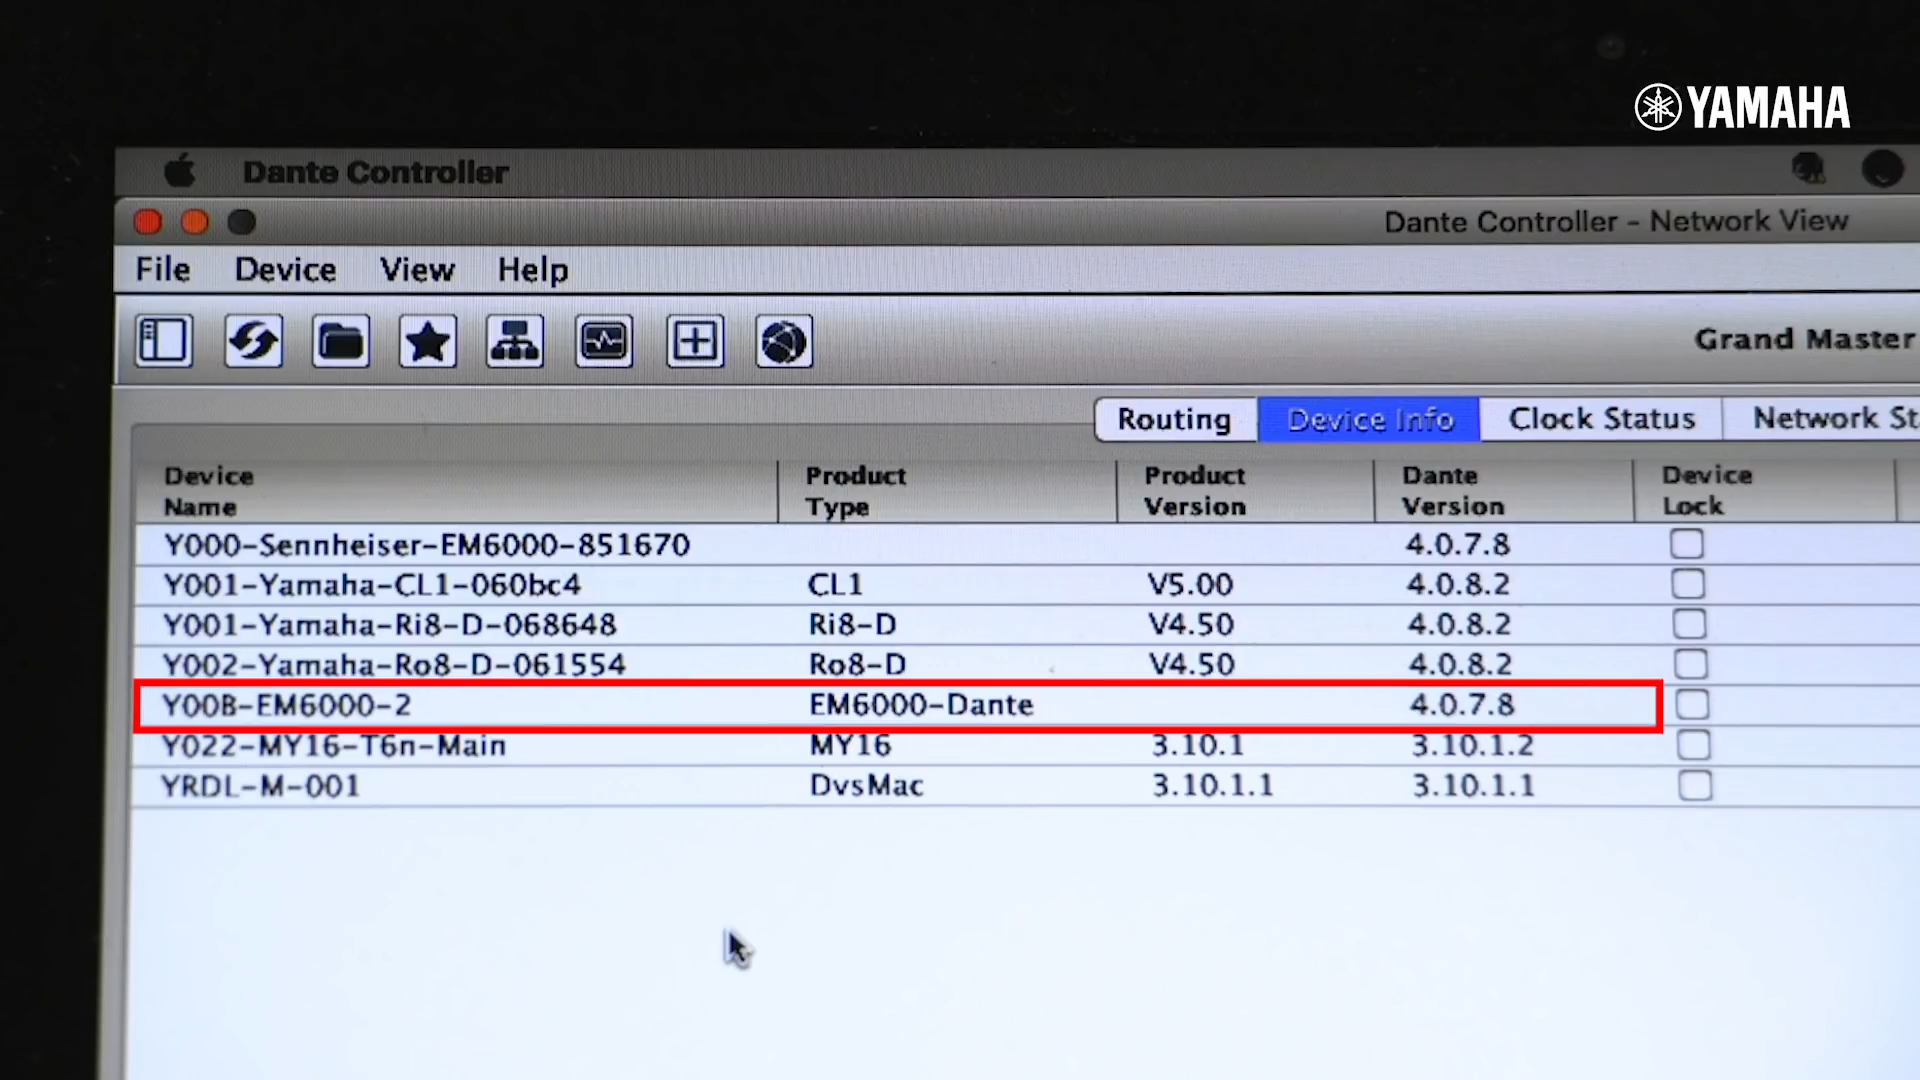 YAMAHA
Dante Controller
Dante Controller – Network View
File Device View Help
Grand Master
Routing Device Info Clock Status Network St
Device Name Product Type Product Version Dante Version Device Lock
Y000-Sennheiser-EM6000-851670 4.0.7.8
Y001-Yamaha-CL1-060bc4 CL1 V5.00 4.0.8.2
Y001-Yamaha-Ri8-D-068648 Ri8-D V4.50 4.0.8.2
Y002-Yamaha-Ro8-D-061554 Ro8-D V4.50 4.0.8.2
Y00B-EM6000-2 EM6000-Dante 4.0.7.8
Y022-MY16-T6n-Main MY16 3.10.1 3.10.1.2
YRDL-M-001 DvsMac 3.10.1.1 3.10.1.1